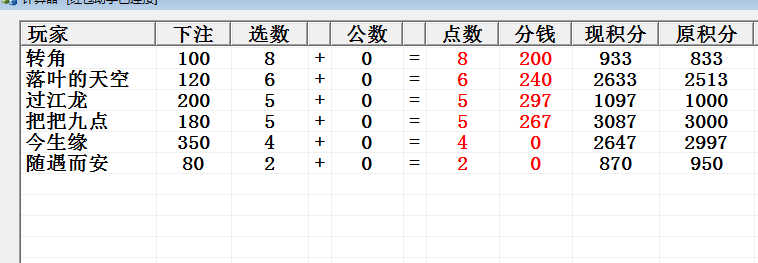 玩家 下注 选数 公数 点数 分钱 现积分 原积分
转角 100 8 + 0 = 8 200 933 833
落叶的天空 120 6 + 0 = 6 240 2633 2513
过江龙 200 5 + 0 = 5 297 1097 1000
把把九点 180 5 + 0 = 5 267 3087 3000
今生缘 350 4 + 0 = 4 0 2647 2997
随遇而安 80 2 + 0 = 2 0 870 950